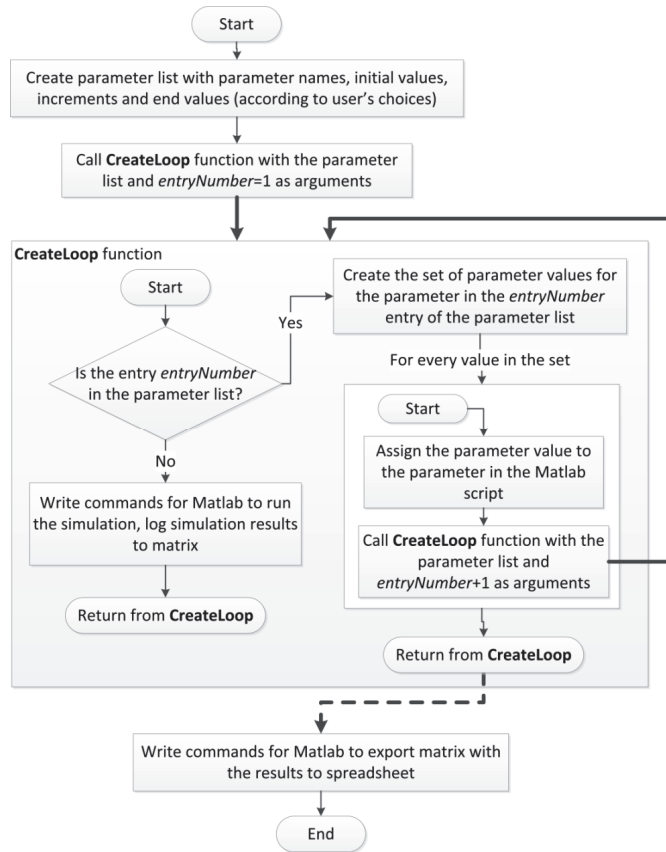 Start
Create parameter list with parameter names, initial values,
increments and end values (according to user's choices)
Call CreateLoop function with the parameter
list and entryNumber=1 as arguments
CreateLoop function
Start
Is the entry entryNumber
in the parameter list?
Yes
No
Write commands for Matlab to run
the simulation, log simulation results
to matrix
Return from CreateLoop
Create the set of parameter values for
the parameter in the entryNumber
entry of the parameter list
For every value in the set
Start
Assign the parameter value to
the parameter in the Matlab
script
Call CreateLoop function with the
parameter list and
entryNumber+1 as arguments
Return from CreateLoop
Write commands for Matlab to export matrix with
the results to spreadsheet
End